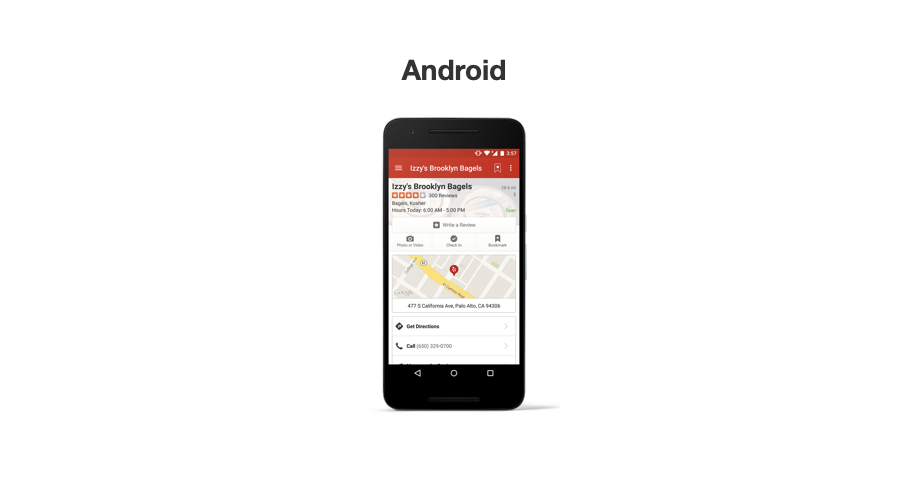 Android
3:57
Izzy's Brooklyn Bagels
Izzy's Brooklyn Bagels
300 Reviews
$
Bagels, Kosher
Hours Today: 6:00 AM - 5:00 PM
Open
Write a Review
Photo or Video
Check In
Bookmark
Google
477 S California Ave, Palo Alto, CA 94306
Get Directions
Call (650) 329-0700